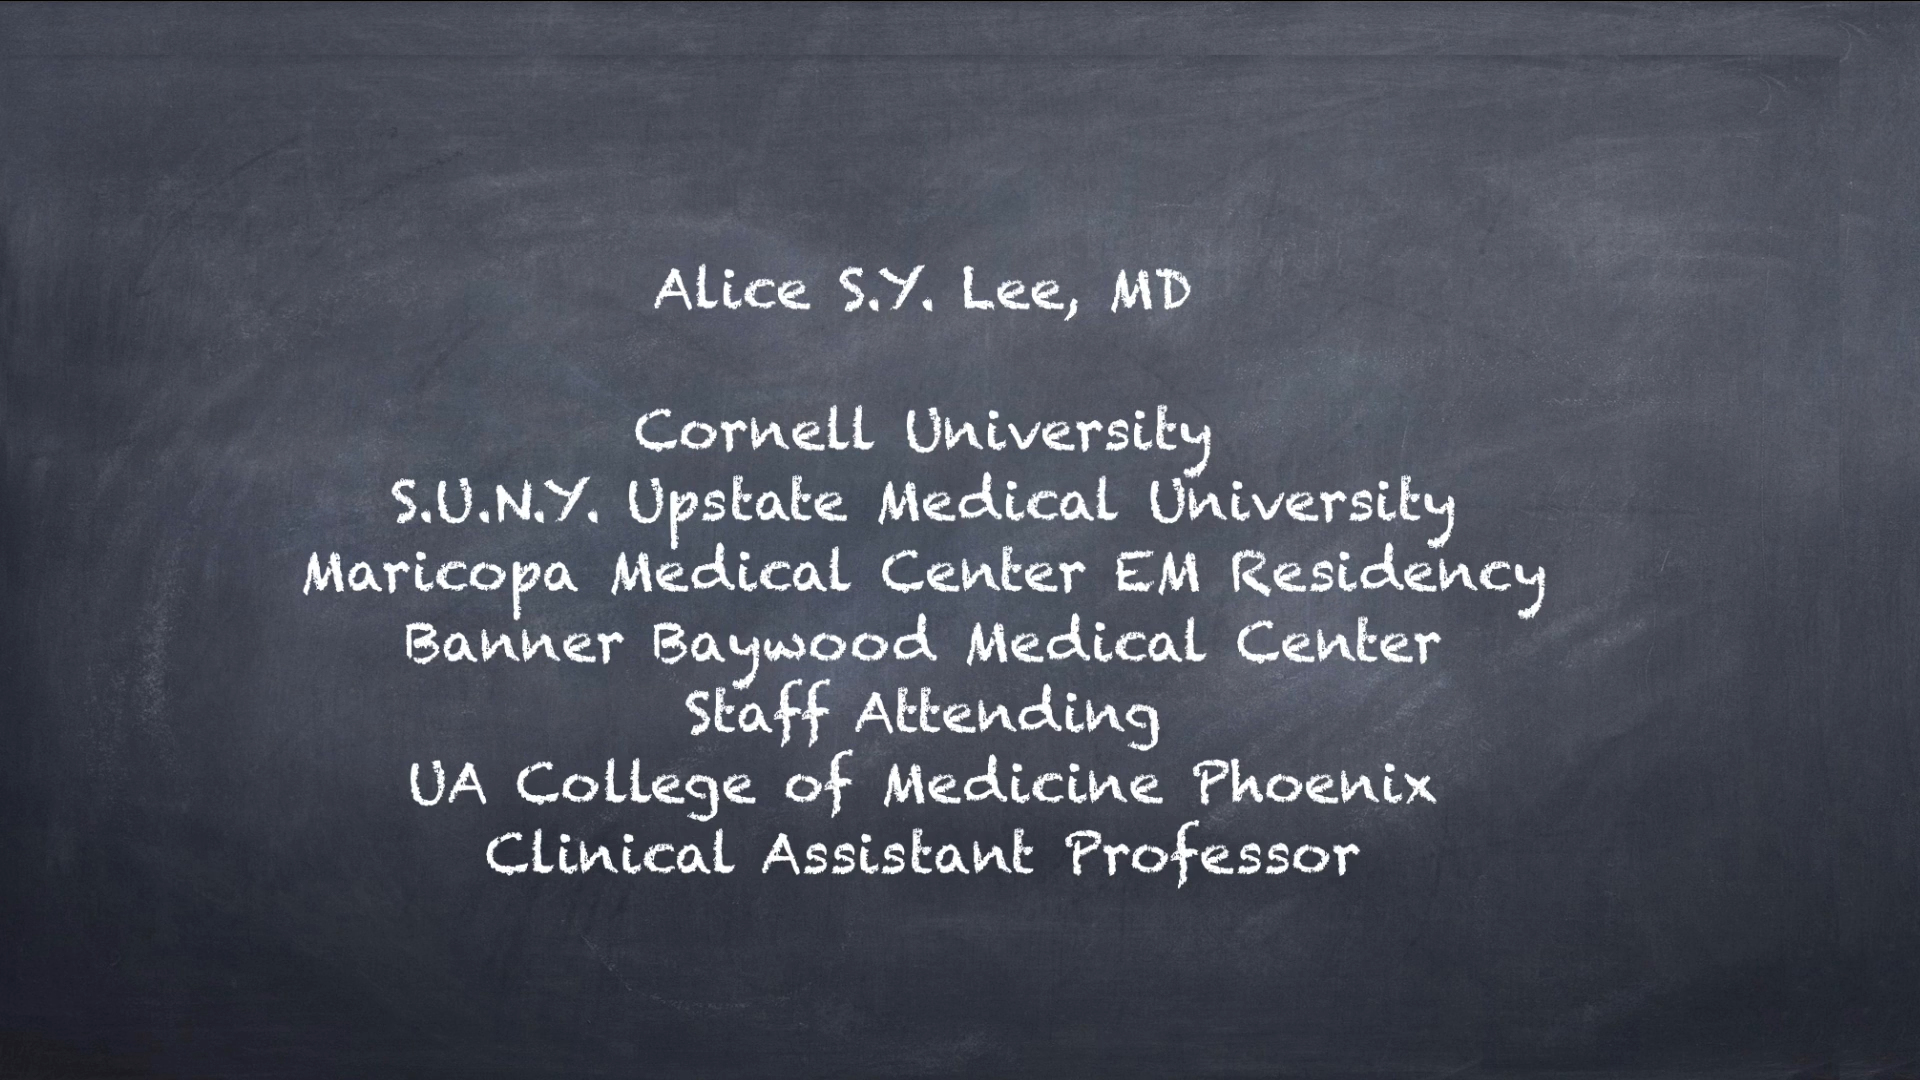 Alice S.Y. Lee, MD
Cornell University
S.U.N.Y. Upstate Medical University
Maricopa Medical Center EM Residency
Banner Baywood Medical Center
Staff Attending
UA College of Medicine Phoenix
Clinical Assistant Professor